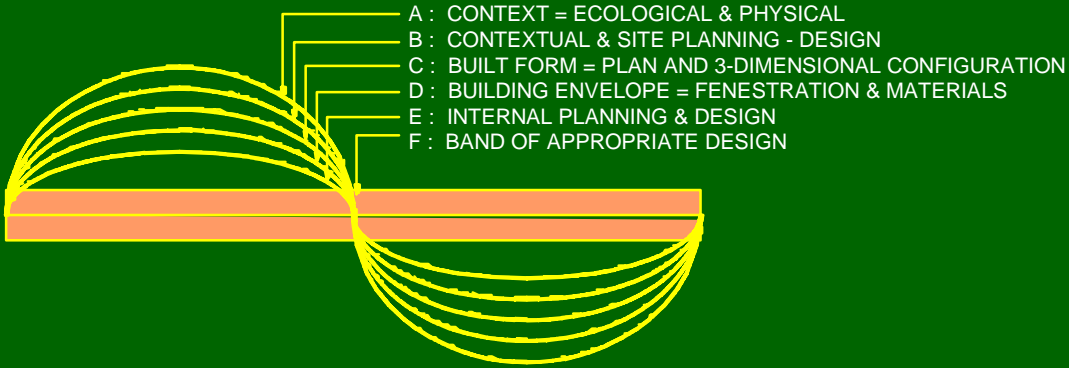 A : CONTEXT = ECOLOGICAL & PHYSICAL
B : CONTEXTUAL & SITE PLANNING - DESIGN
C : BUILT FORM = PLAN AND 3-DIMENSIONAL CONFIGURATION
D : BUILDING ENVELOPE = FENESTRATION & MATERIALS
E : INTERNAL PLANNING & DESIGN
F : BAND OF APPROPRIATE DESIGN